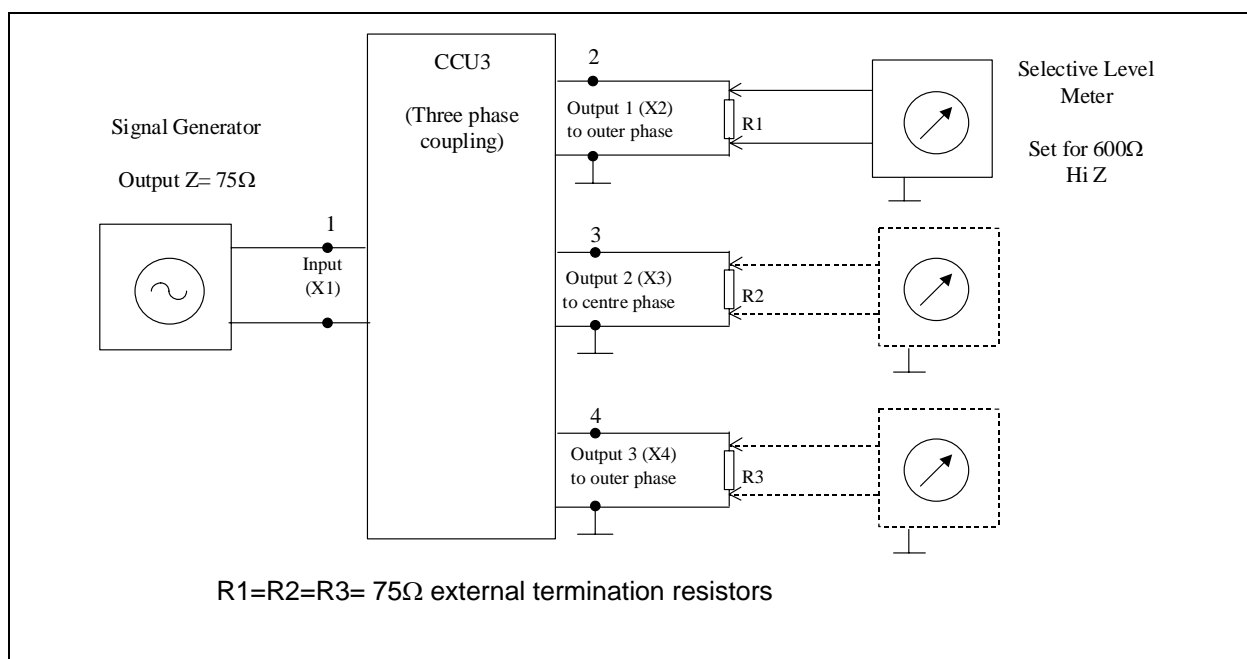 CCU3
(Three phase
coupling)
Signal Generator
Output Z= 75Ω
1
Input
(X1)
2
Output 1 (X2)
to outer phase
R1
Selective Level
Meter
Set for 600Ω
Hi Z
3
Output 2 (X3)
to centre phase
R2
4
Output 3 (X4)
to outer phase
R3
R1=R2=R3= 75Ω external termination resistors